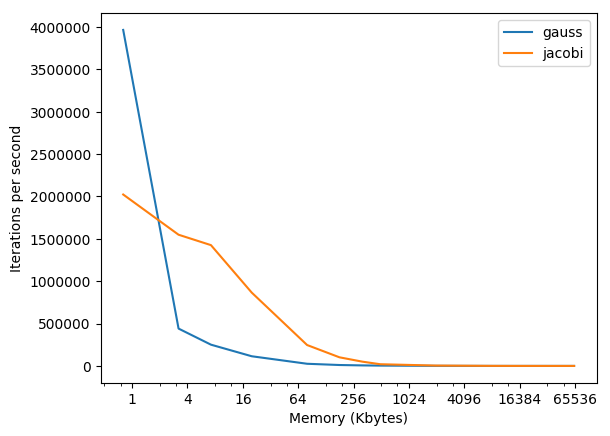 4000000
3500000
3000000
2500000
2000000
1500000
1000000
500000
0
Iterations per second
gauss
jacobi
1 4 16 64 256 1024 4096 16384 65536
Memory (Kbytes)